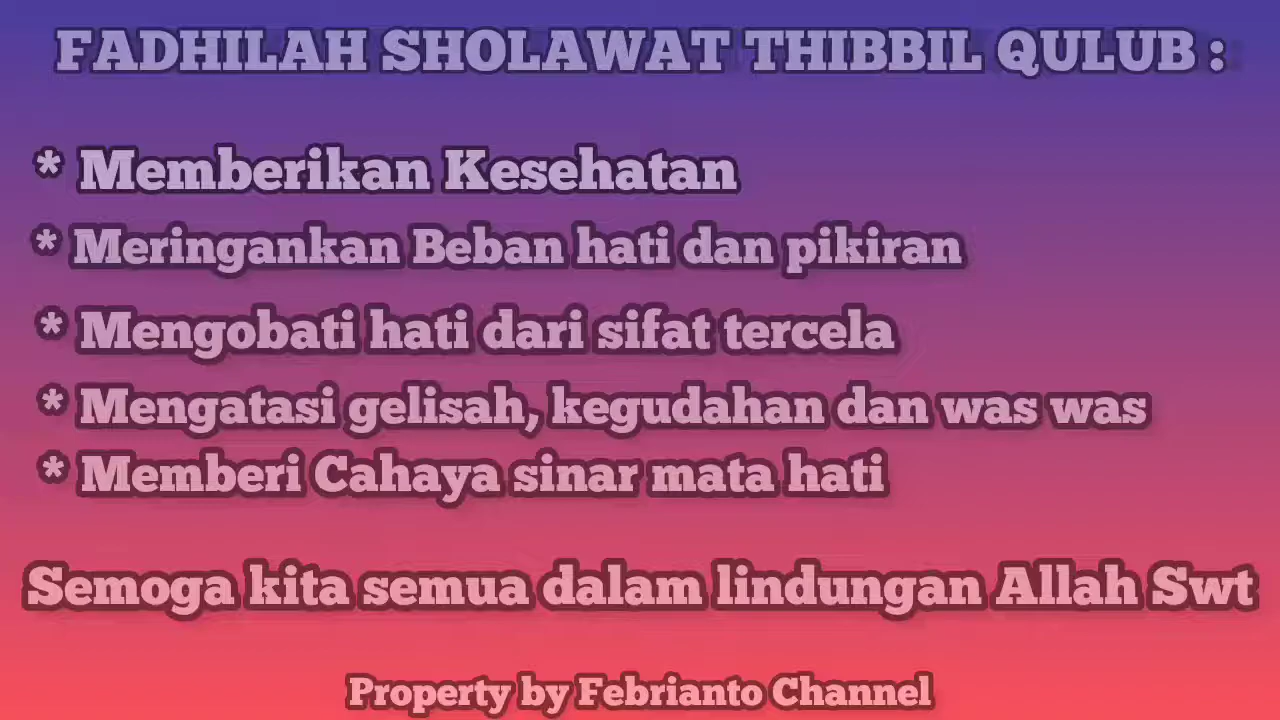 FADHILAH SHOLAWAT THIBBIL QULUB :
* Memberikan Kesehatan
* Meringankan Beban hati dan pikiran
* Mengobati hati dari sifat tercela
* Mengatasi gelisah, kegudahan dan was was
* Memberi Cahaya sinar mata hati
Semoga kita semua dalam lindungan Allah Swt
Property by Febrianto Channel